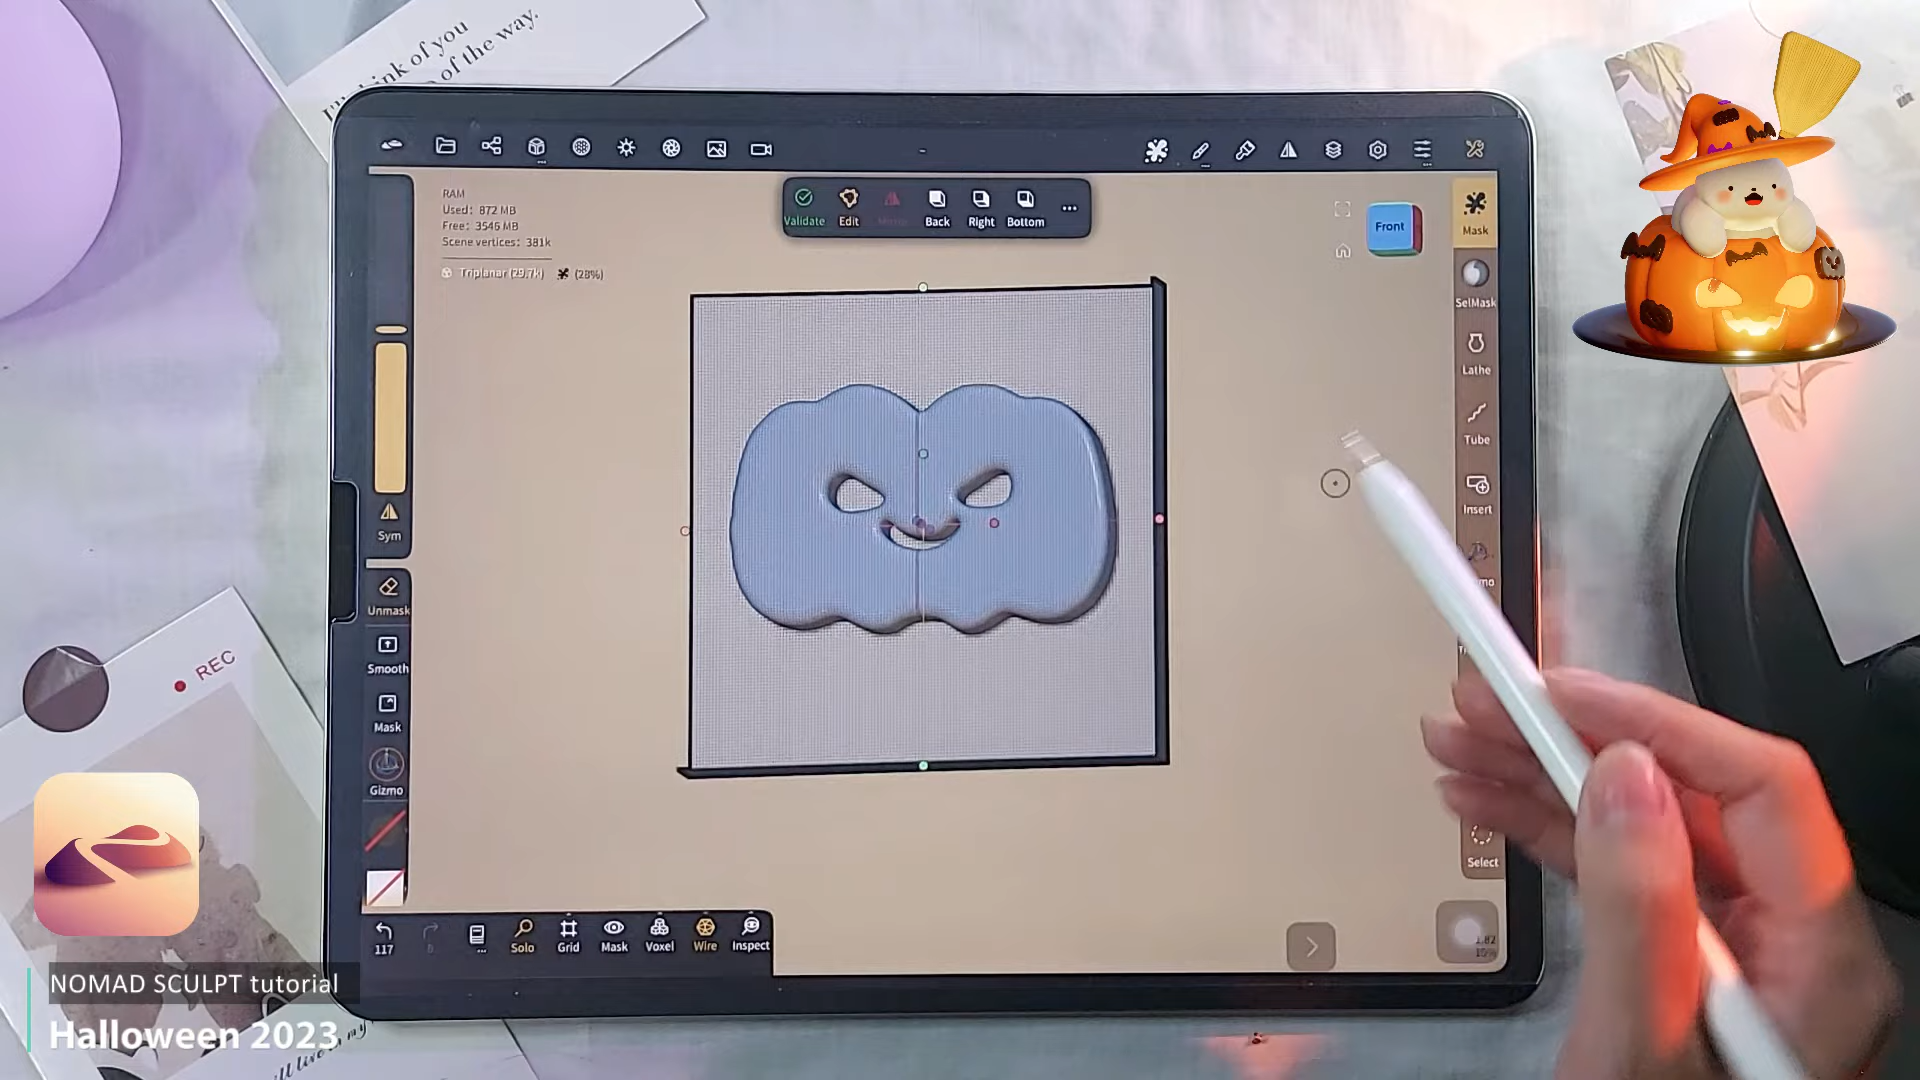 of the way.
REC
RAM
Used: 872 MB
Free: 3546 MB
Scene vertices: 381k
Triplanar (29.7k) (28%)
Validate Edit Back Right Bottom ...
Front
Mask
SelMask
Lathe
Tube
Insert
Select
Sym
Unmask
Smooth
Mask
Gizmo
117
Solo Grid Mask Voxel Wire Inspect
NOMAD SCULPT tutorial
Halloween 2023